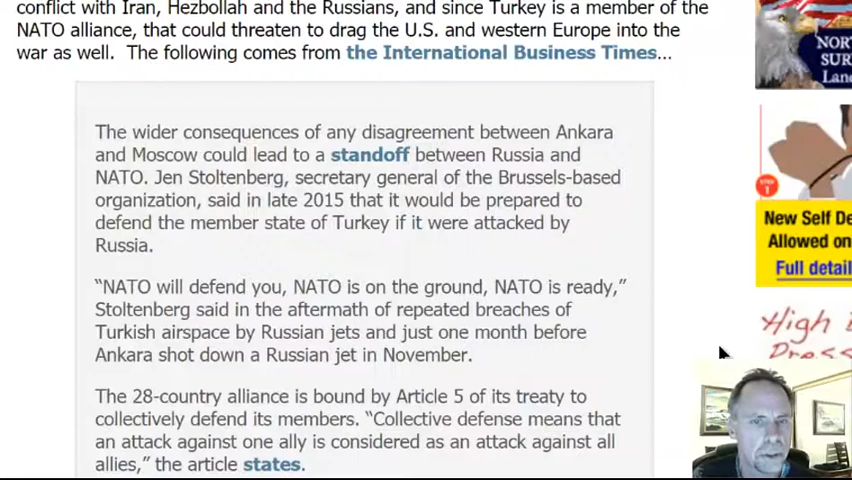 conflict with Iran, Hezbollah and the Russians, and since Turkey is a member of the
NATO alliance, that could threaten to drag the U.S. and western Europe into the
war as well. The following comes from the International Business Times...
The wider consequences of any disagreement between Ankara
and Moscow could lead to a standoff between Russia and
NATO. Jen Stoltenberg, secretary general of the Brussels-based
organization, said in late 2015 that it would be prepared to
defend the member state of Turkey if it were attacked by
Russia.
“NATO will defend you, NATO is on the ground, NATO is ready,”
Stoltenberg said in the aftermath of repeated breaches of
Turkish airspace by Russian jets and just one month before
Ankara shot down a Russian jet in November.
The 28-country alliance is bound by Article 5 of its treaty to
collectively defend its members. “Collective defense means that
an attack against one ally is considered as an attack against all
allies,” the article states.
NOR
SUR
Lan
STEP
1
New Self De
Allowed on
Full detail
High